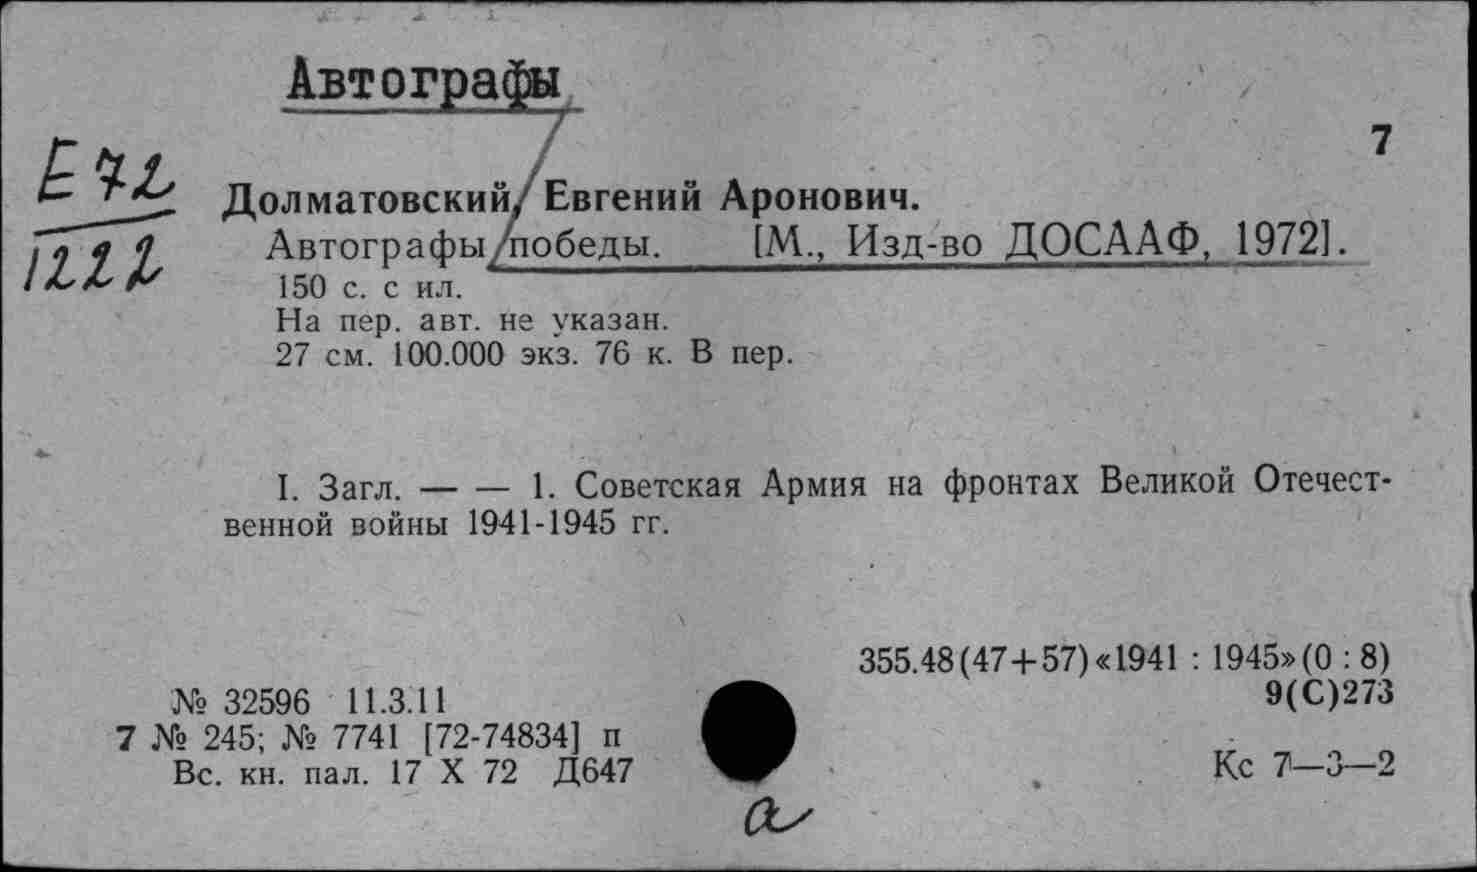 Автографы
7
Е72
1222
Долматовский, Евгений Аронович.
Автографы победы. [М., Изд-во ДОСААФ, 1972].
150 с. с ил.
На пер. авт. не указан.
27 см. 100.000 экз. 76 к. В пер.
I. Загл. — — 1. Советская Армия на фронтах Великой Отечест-
венной войны 1941-1945 гг.
355.48(47+57)«1941 : 1945»(0 : 8)
9(С)273
№ 32596 11.3.11
7 № 245; № 7741 [72-74834] п
Вс. кн. пал. 17 X 72 Д647
Кс 7—3—2